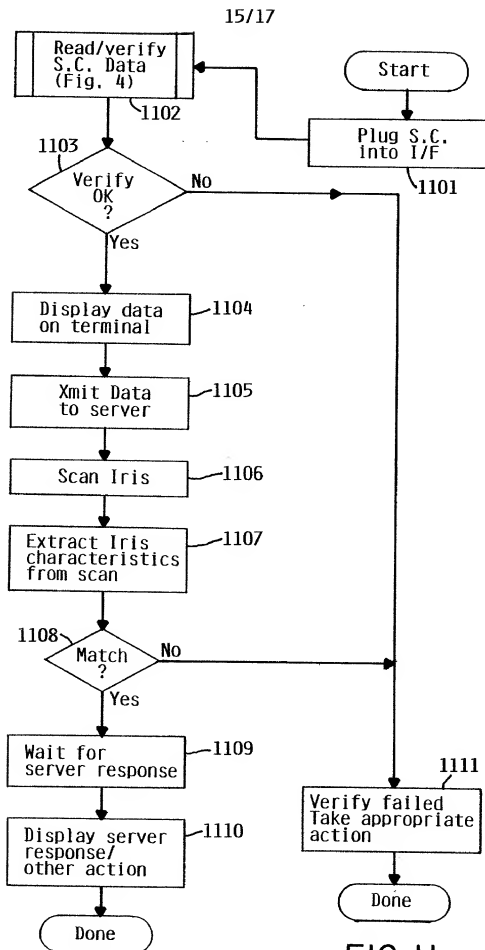 15/17
Start
Plug S.C.
into I/F
1101
Read/verify
S.C. Data
(Fig. 4)
1102
1103
Verify
OK
?
No
Yes
Display data
on terminal
1104
Xmit Data
to server
1105
Scan Iris
1106
Extract Iris
characteristics
from scan
1107
1108
Match
?
No
Yes
Wait for
server response
1109
Display server
response/
other action
1110
Done
1111
Verify failed
Take appropriate
action
Done